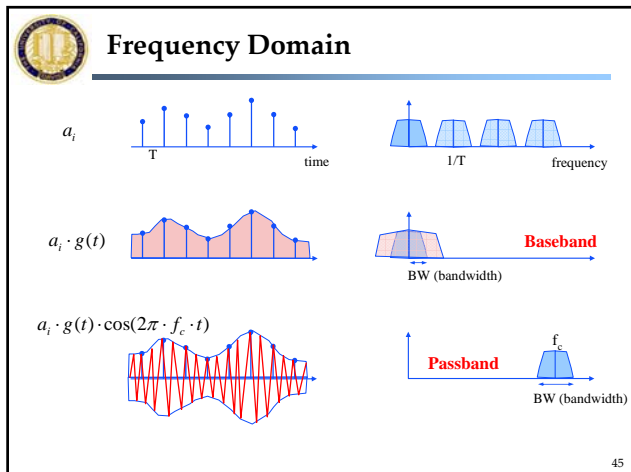 Frequency Domain
a_i
T
time
1/T
frequency
a_i · g(t)
Baseband
BW (bandwidth)
a_i · g(t) · cos(2π · f_c · t)
f_c
Passband
BW (bandwidth)
45